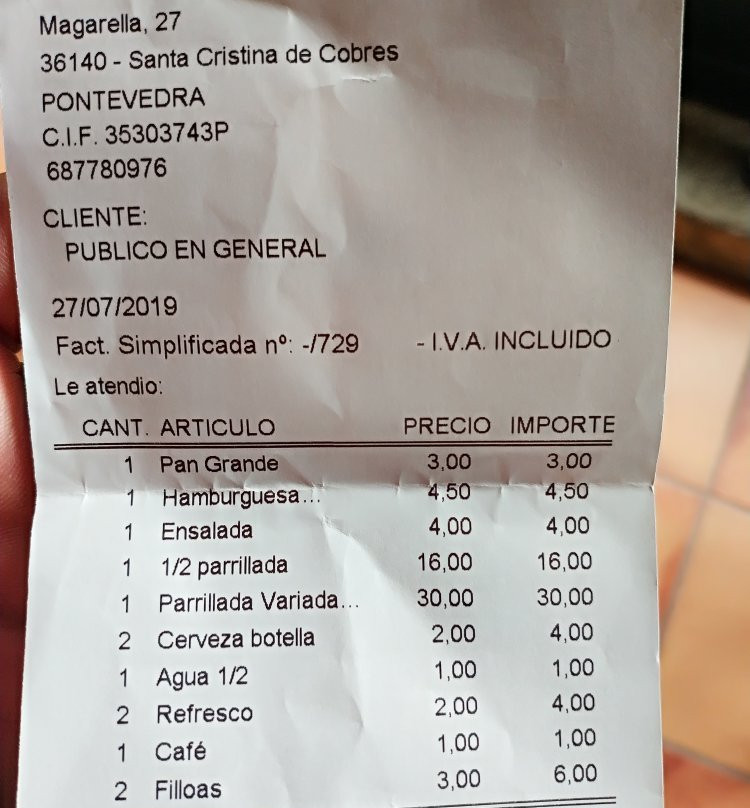 Magarella, 27
36140 - Santa Cristina de Cobres
PONTEVEDRA
C.I.F. 35303743P
687780976
CLIENTE:
PUBLICO EN GENERAL
27/07/2019
Fact. Simplificada nº: -/729 - I.V.A. INCLUIDO
Le atendio:
CANT. ARTICULO PRECIO IMPORTE
1 Pan Grande 3,00 3,00
1 Hamburguesa... 4,50 4,50
1 Ensalada 4,00 4,00
1 1/2 parrillada 16,00 16,00
1 Parrillada Variada... 30,00 30,00
2 Cerveza botella 2,00 4,00
1 Agua 1/2 1,00 1,00
2 Refresco 2,00 4,00
1 Café 1,00 1,00
2 Filloas 3,00 6,00